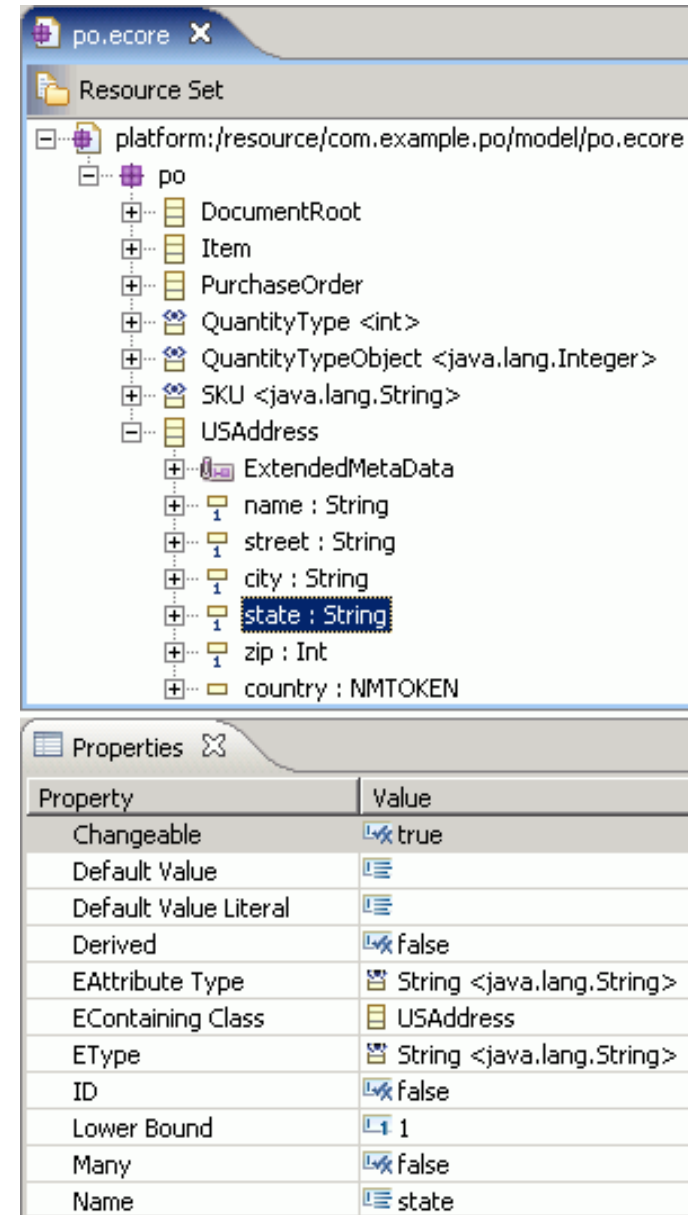 po.ecore
Resource Set
platform:/resource/com.example.po/model/po.ecore
po
DocumentRoot
Item
PurchaseOrder
QuantityType <int>
QuantityTypeObject <java.lang.Integer>
SKU <java.lang.String>
USAddress
ExtendedMetaData
name : String
street : String
city : String
state : String
zip : Int
country : NMTOKEN
Properties
Property Value
Changeable true
Default Value
Default Value Literal
Derived false
EAttribute Type String <java.lang.String>
EContaining Class USAddress
EType String <java.lang.String>
ID false
Lower Bound 1
Many false
Name state